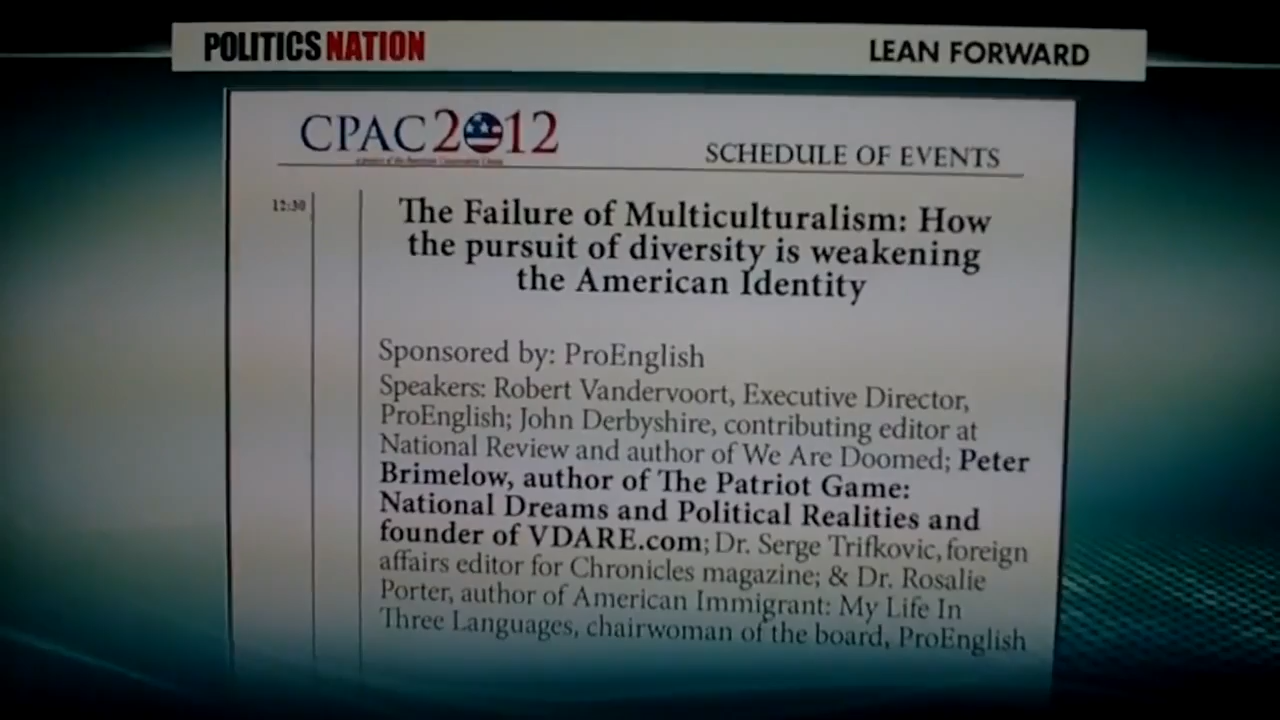 POLITICSNATION
LEAN FORWARD
CPAC2012
SCHEDULE OF EVENTS
12:30
The Failure of Multiculturalism: How
the pursuit of diversity is weakening
the American Identity
Sponsored by: ProEnglish
Speakers: Robert Vandervoort, Executive Director,
ProEnglish; John Derbyshire, contributing editor at
National Review and author of We Are Doomed; Peter
Brimelow, author of The Patriot Game:
National Dreams and Political Realities and
founder of VDARE.com; Dr. Serge Trifkovic, foreign
affairs editor for Chronicles magazine; & Dr. Rosalie
Porter, author of American Immigrant: My Life In
Three Languages, chairwoman of the board, ProEnglish